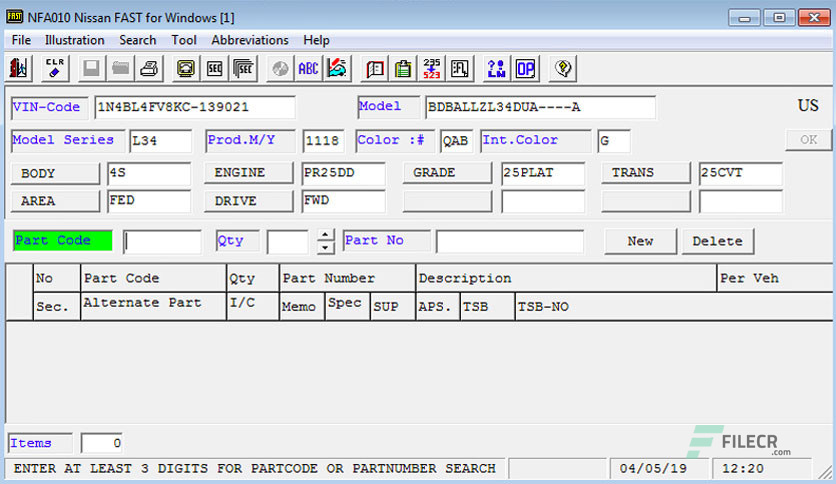 FAST NFA010 Nissan FAST for Windows [1]
File Illustration Search Tool Abbreviations Help
CLR SEC SEC ABC 235 523 ? LN OP ?
VIN-Code 1N4BL4FV8KC-139021 Model BDBALLZL34DUA----A US
Model Series L34 Prod.M/Y 1118 Color :# QAB Int.Color G OK
BODY 4S ENGINE PR25DD GRADE 25PLAT TRANS 25CVT
AREA FED DRIVE FWD
Part Code Qty Part No New Delete
No Part Code Qty Part Number Description Per Veh
Sec. Alternate Part I/C Memo Spec SUP APS. TSB TSB-NO
Items 0
FILECR
.com
ENTER AT LEAST 3 DIGITS FOR PARTCODE OR PARTNUMBER SEARCH 04/05/19 12:20